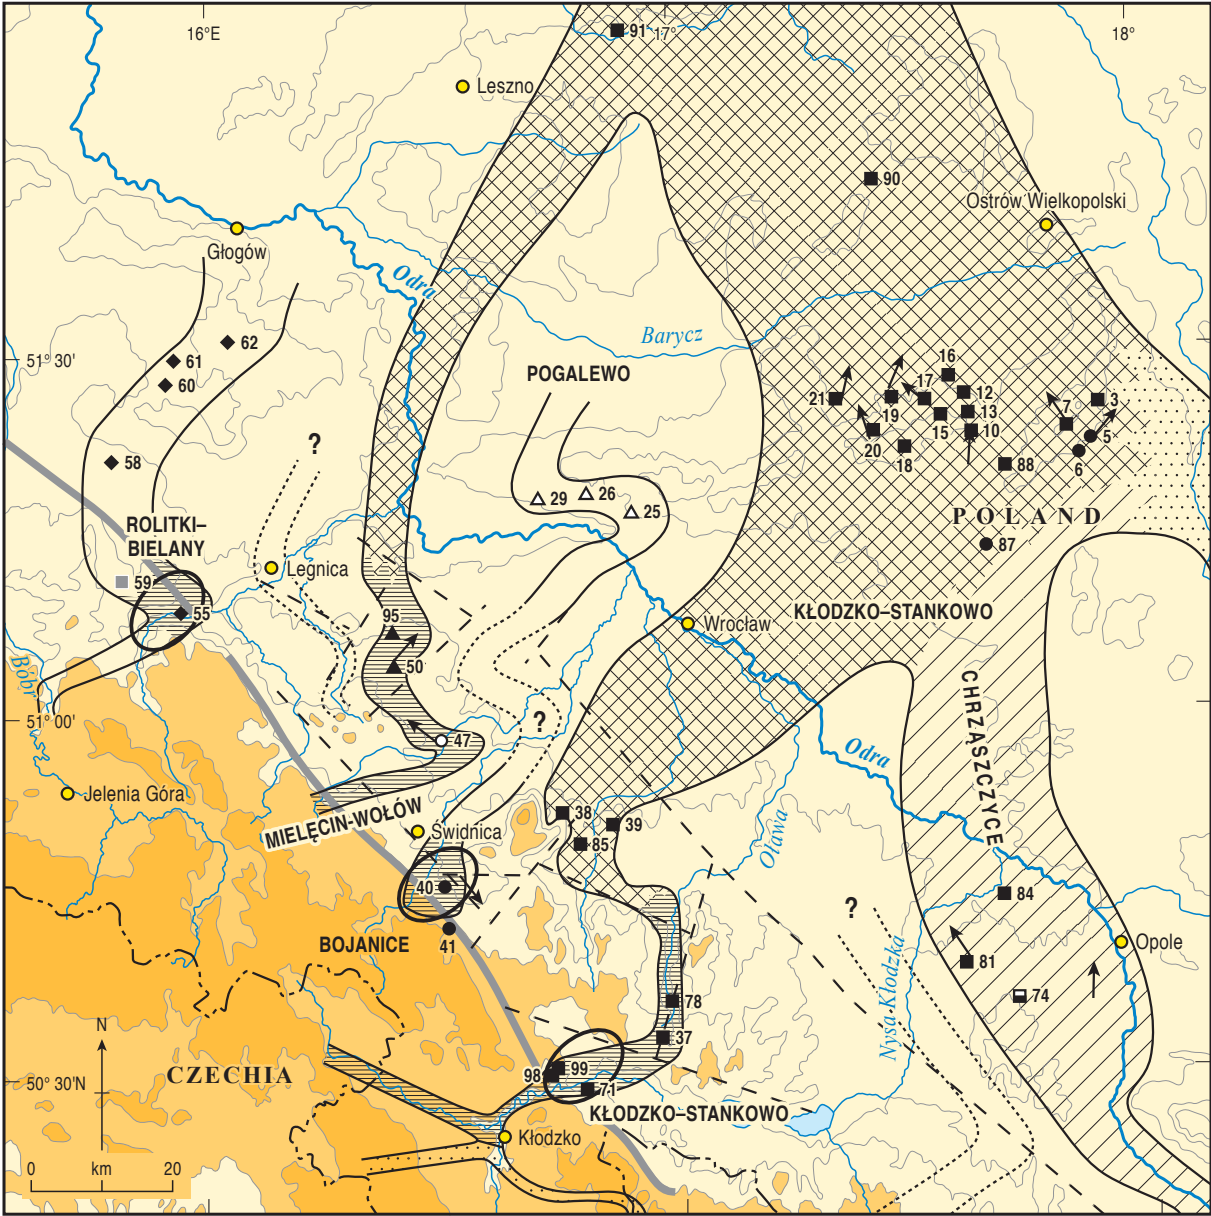 16°E
91
17°
18°
Leszno
90
Ostrów Wielkopolski
Głogów
Odra
Barycz
62
61
60
51° 30'
POGALEWO
16
17
12
21
19
13
15
10
20
18
7
3
5
6
88
?
58
29
26
25
ROLITKI–
BIELANY
POLAND
87
59
Legnica
55
95
50
Wrocław
KŁODZKO–STANKOWO
Bóbr
51° 00'
?
47
CHRZĄSZCZYCE
Odra
Jelenia Góra
MIELĘCIN-WOŁÓW
Świdnica
38
39
85
Oława
40
84
?
BOJANICE
41
Opole
81
Nysa Kłodzka
74
78
N
37
CZECHIA
99
98
71
50° 30'N
KŁODZKO–STANKOWO
Kłodzko
0 km 20